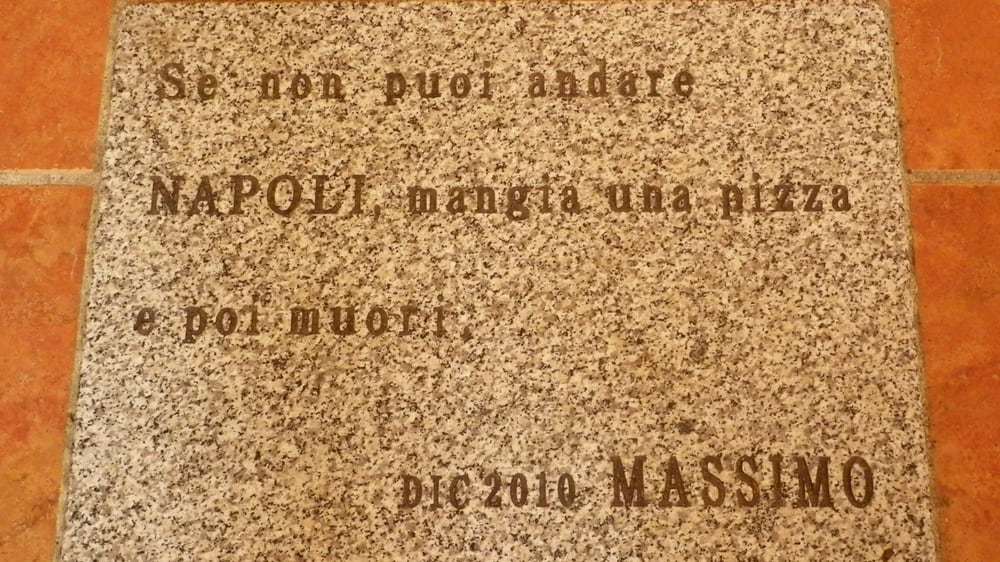 Se non puoi andare
NAPOLI, mangia una pizza
e poi muori.
DIC 2010 MASSIMO